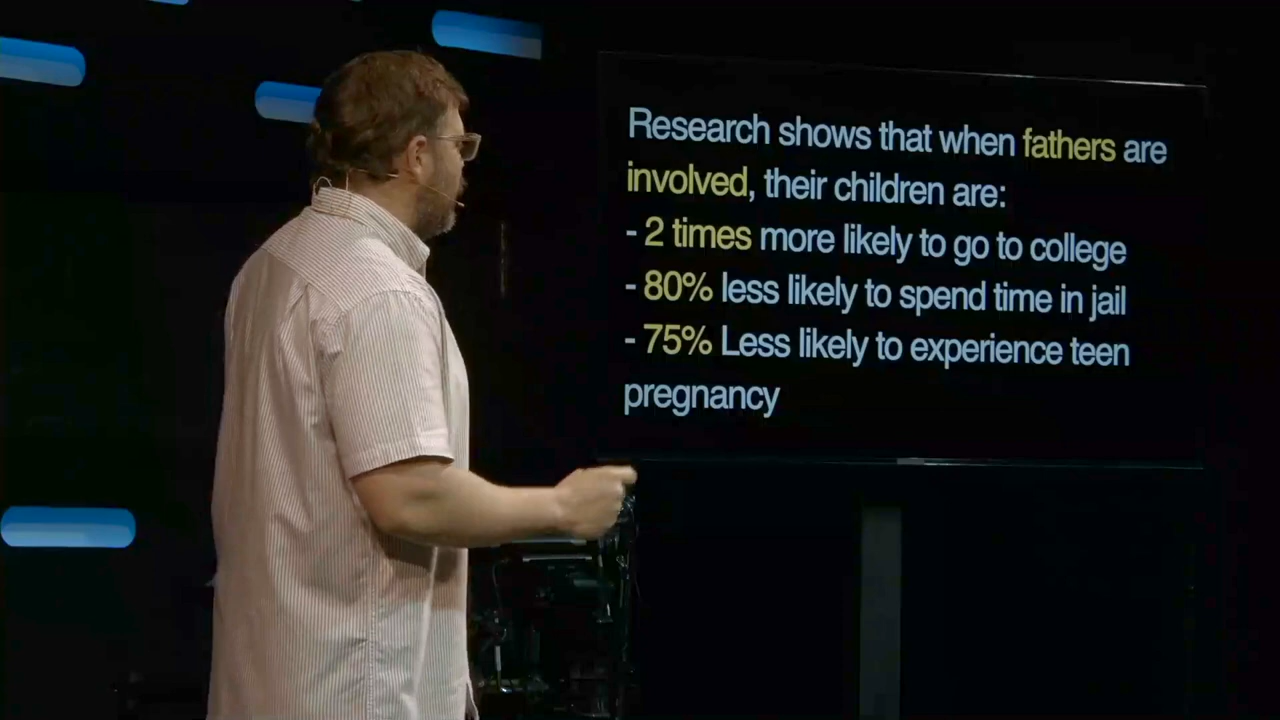 Research shows that when fathers are
involved, their children are:
- 2 times more likely to go to college
- 80% less likely to spend time in jail
- 75% Less likely to experience teen
pregnancy